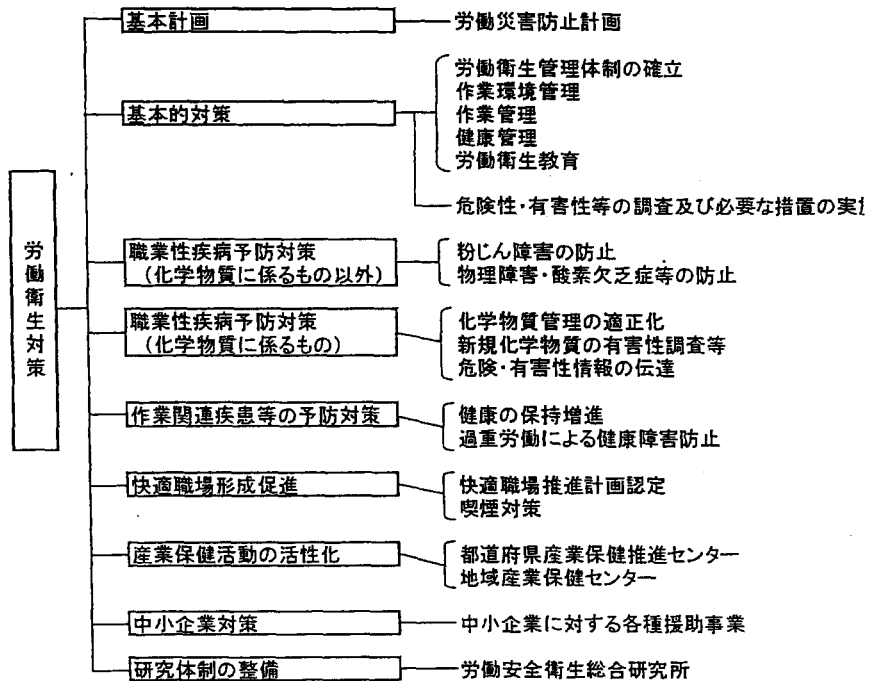 労働衛生対策
基本計画
労働災害防止計画
基本的対策
労働衛生管理体制の確立
作業環境管理
作業管理
健康管理
労働衛生教育
危険性・有害性等の調査及び必要な措置の実
職業性疾病予防対策
(化学物質に係るもの以外)
粉じん障害の防止
物理障害・酸素欠乏症等の防止
職業性疾病予防対策
(化学物質に係るもの)
化学物質管理の適正化
新規化学物質の有害性調査等
危険・有害性情報の伝達
作業関連疾患等の予防対策
健康の保持増進
過重労働による健康障害防止
快適職場形成促進
快適職場推進計画認定
喫煙対策
産業保健活動の活性化
都道府県産業保健推進センター
地域産業保健センター
中小企業対策
中小企業に対する各種援助事業
研究体制の整備
労働安全衛生総合研究所